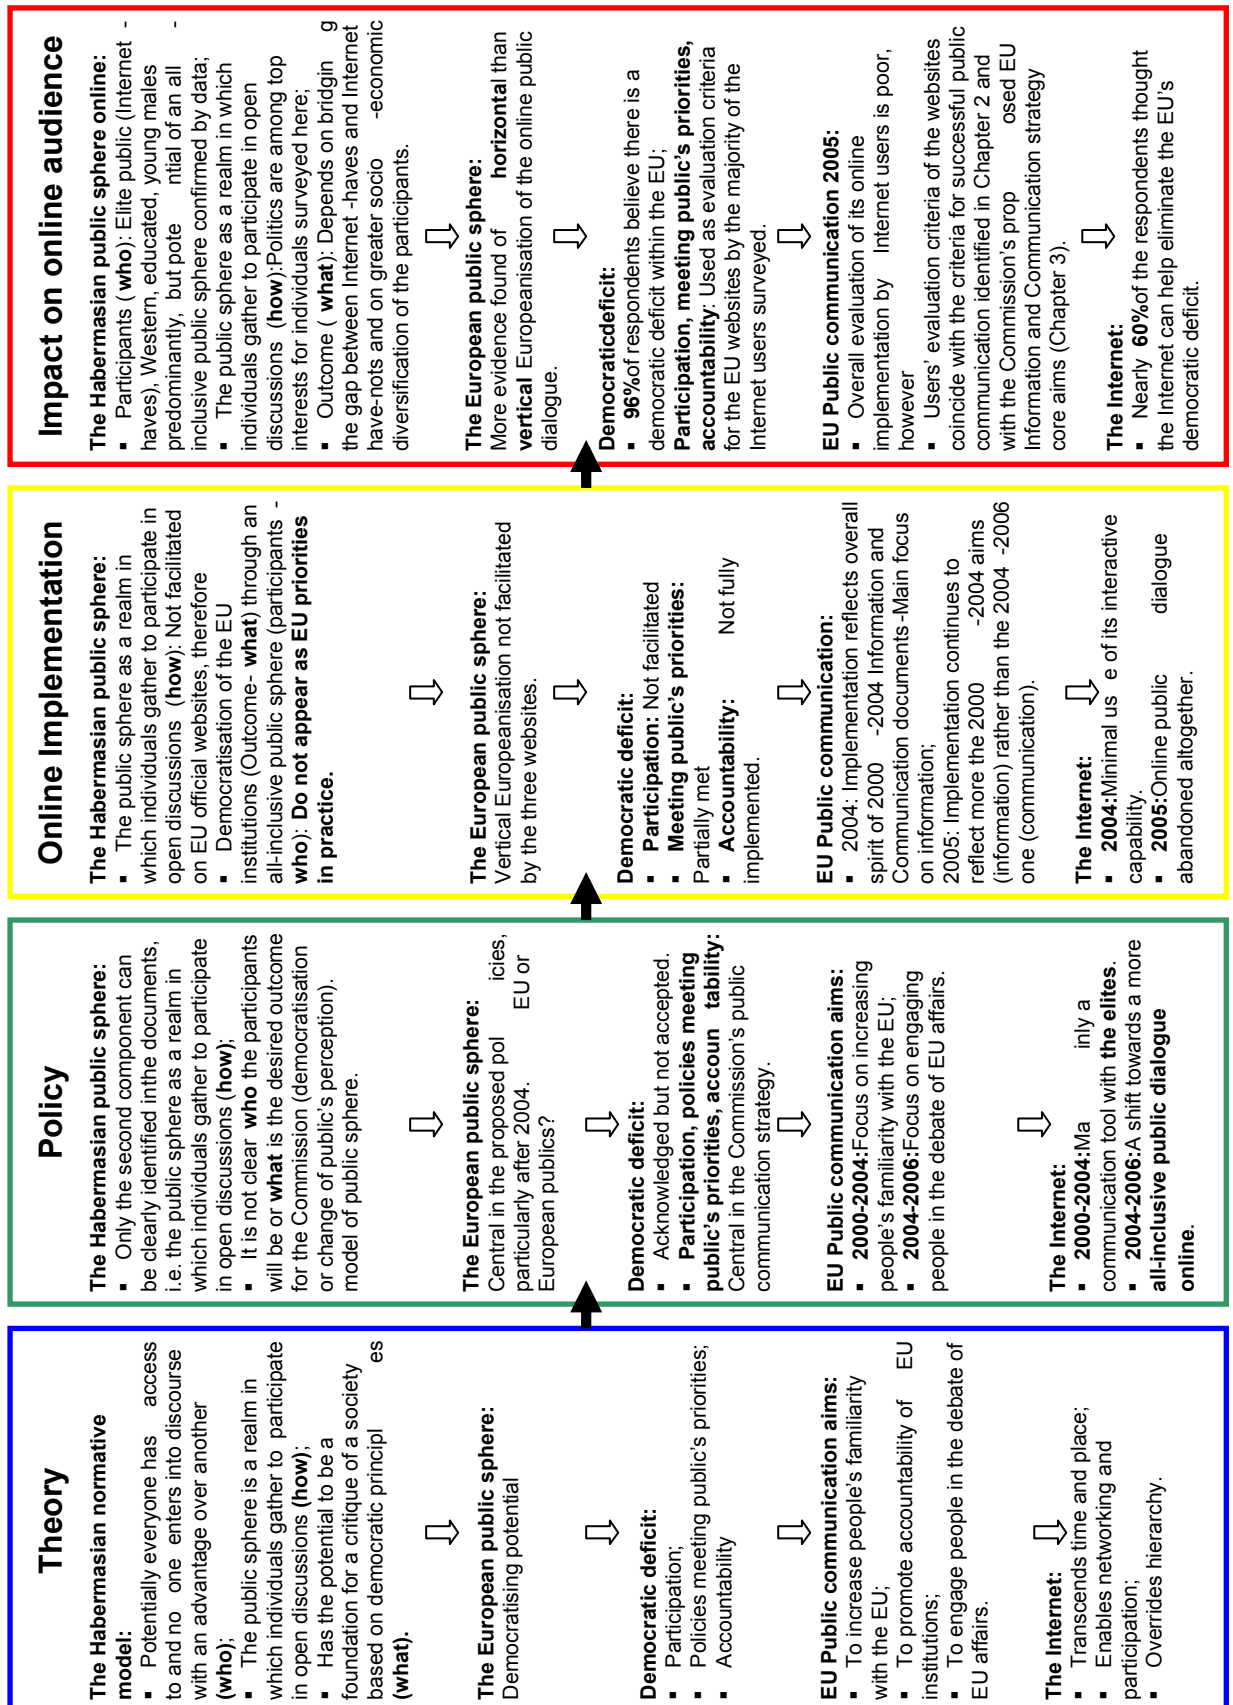 Theory
The Habermasian normative
model:
▪ Potentially everyone has access
to and no one enters into discourse
with an advantage over another
(who);
▪ The public sphere is a realm in
which individuals gather to participate
in open discussions (how);
▪ Has the potential to be a
foundation for a critique of a society
based on democratic principl es
(what).
The European public sphere:
Democratising potential
Democratic deficit:
▪ Participation;
▪ Policies meeting public's priorities;
▪ Accountability
EU Public communication aims:
▪ To increase people's familiarity
with the EU;
▪ To promote accountability of EU
institutions;
▪ To engage people in the debate of
EU affairs.
The Internet:
▪ Transcends time and place;
▪ Enables networking and
participation;
▪ Overrides hierarchy.
Policy
The Habermasian public sphere:
▪ Only the second component can
be clearly identified in the documents,
i.e. the public sphere as a realm in
which individuals gather to participate
in open discussions (how);
▪ It is not clear who the participants
will be or what is the desired outcome
for the Commission (democratisation
or change of public's perception).
model of public sphere.
The European public sphere:
Central in the proposed pol icies,
particularly after 2004. EU or
European publics?
Democratic deficit:
▪ Acknowledged but not accepted.
▪ Participation, policies meeting
public's priorities, accoun tability:
Central in the Commission's public
communication strategy.
EU Public communication aims:
▪ 2000-2004:Focus on increasing
people's familiarity with the EU;
▪ 2004-2006:Focus on engaging
people in the debate of EU affairs.
The Internet:
▪ 2000-2004:Ma inly a
communication tool with the elites.
▪ 2004-2006:A shift towards a more
all-inclusive public dialogue
online.
Online Implementation
The Habermasian public sphere:
▪ The public sphere as a realm in
which individuals gather to participate in
open discussions (how): Not facilitated
on EU official websites, therefore
▪ Democratisation of the EU
institutions (Outcome- what) through an
all-inclusive public sphere (participants -
who): Do not appear as EU priorities
in practice.
The European public sphere:
Vertical Europeanisation not facilitated
by the three websites.
Democratic deficit:
▪ Participation: Not facilitated
▪ Meeting public's priorities:
Partially met
▪ Accountability: Not fully
implemented.
EU Public communication:
▪ 2004: Implementation reflects overall
spirit of 2000 -2004 Information and
Communication documents-Main focus
on information;
2005: Implementation continues to
reflect more the 2000 -2004 aims
(information) rather than the 2004 -2006
one (communication).
The Internet:
▪ 2004:Minimal us e of its interactive
capability.
▪ 2005:Online public dialogue
abandoned altogether.
Impact on online audience
The Habermasian public sphere online:
▪ Participants ( who): Elite public (Internet -
haves), Western, educated, young males
predominantly, but pote ntial of an all -
inclusive public sphere confirmed by data;
▪ The public sphere as a realm in which
individuals gather to participate in open
discussions (how):Politics are among top
interests for individuals surveyed here;
▪ Outcome ( what): Depends on bridgin g
the gap between Internet -haves and Internet
have-nots and on greater socio -economic
diversification of the participants.
The European public sphere:
More evidence found of horizontal than
vertical Europeanisation of the online public
dialogue.
Democraticdeficit:
▪ 96%of respondents believe there is a
democratic deficit within the EU;
Participation, meeting public's priorities,
accountability: Used as evaluation criteria
for the EU websites by the majority of the
Internet users surveyed.
EU Public communication 2005:
▪ Overall evaluation of its online
implementation by Internet users is poor,
however
▪ Users' evaluation criteria of the websites
coincide with the criteria for successful public
communication identified in Chapter 2 and
with the Commission's prop osed EU
Information and Communication strategy
core aims (Chapter 3).
The Internet:
▪ Nearly 60%of the respondents thought
the Internet can help eliminate the EU's
democratic deficit.